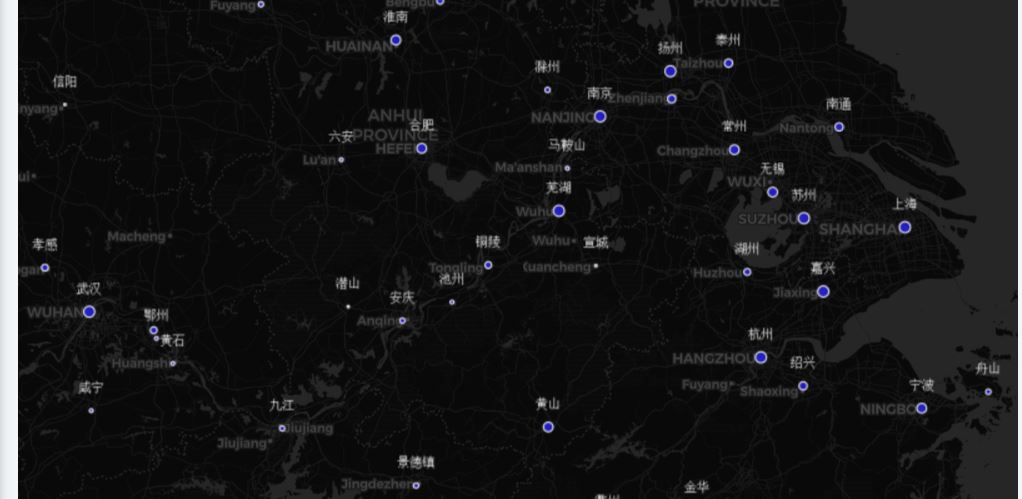 Fuyang
Bengbu
PROVINCE
淮南
HUAINAN
扬州
泰州
Taizhou
滁州
信阳
nyang
南京
Zhenjiang
NANJING
南通
Nantong
ANHUI
PROVINCE
合肥
HEFEI
六安
Lu'an
常州
Changzhou
马鞍山
Ma'anshan
无锡
WUXI
芜湖
Wuhu
苏州
SUZHOU
上海
SHANGHA
Macheng
孝感
gan
铜陵
Tongling
Wuhu
宣城
Xuancheng
湖州
Huzhou
嘉兴
Jiaxing
潜山
池州
安庆
Anqing
武汉
WUHAN
鄂州
黄石
Huangshi
杭州
HANGZHOU
绍兴
Fuyang
Shaoxing
舟山
宁波
NINGBO
咸宁
九江
Jiujiang
Jiujiang
黄山
景德镇
Jingdezhen
金华